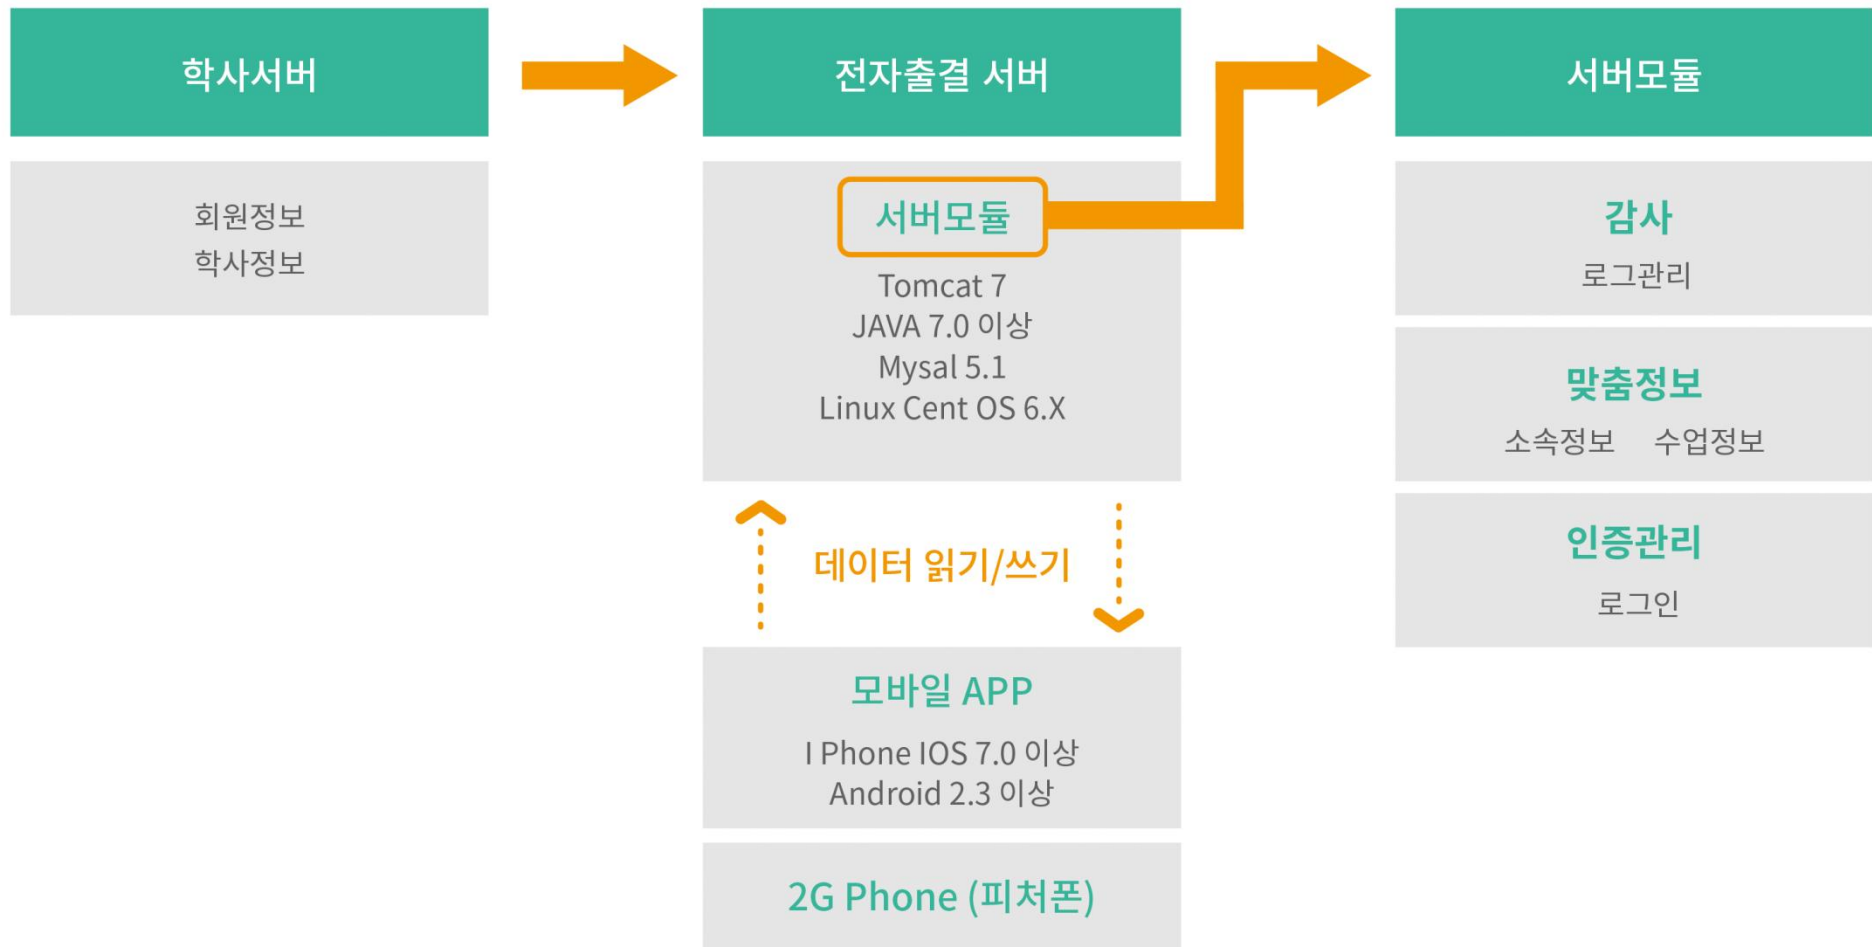 학사서버
회원정보
학사정보
전자출결 서버
서버모듈
Tomcat 7
JAVA 7.0 이상
Mysal 5.1
Linux Cent OS 6.X
데이터 읽기/쓰기
모바일 APP
I Phone IOS 7.0 이상
Android 2.3 이상
2G Phone (피처폰)
서버모듈
감사
로그관리
맞춤정보
소속정보 수업정보
인증관리
로그인